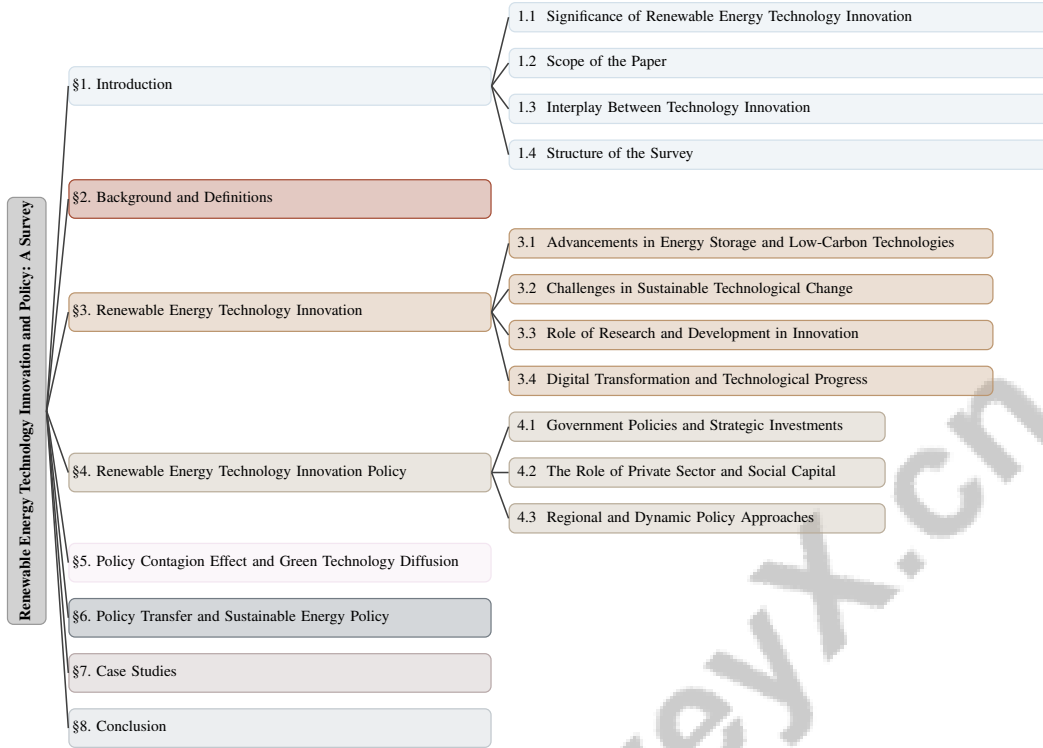 Renewable Energy Technology Innovation and Policy: A Survey
§1. Introduction
1.1 Significance of Renewable Energy Technology Innovation
1.2 Scope of the Paper
1.3 Interplay Between Technology Innovation
1.4 Structure of the Survey
§2. Background and Definitions
§3. Renewable Energy Technology Innovation
3.1 Advancements in Energy Storage and Low-Carbon Technologies
3.2 Challenges in Sustainable Technological Change
3.3 Role of Research and Development in Innovation
3.4 Digital Transformation and Technological Progress
§4. Renewable Energy Technology Innovation Policy
4.1 Government Policies and Strategic Investments
4.2 The Role of Private Sector and Social Capital
4.3 Regional and Dynamic Policy Approaches
§5. Policy Contagion Effect and Green Technology Diffusion
§6. Policy Transfer and Sustainable Energy Policy
§7. Case Studies
§8. Conclusion
eyx.cn